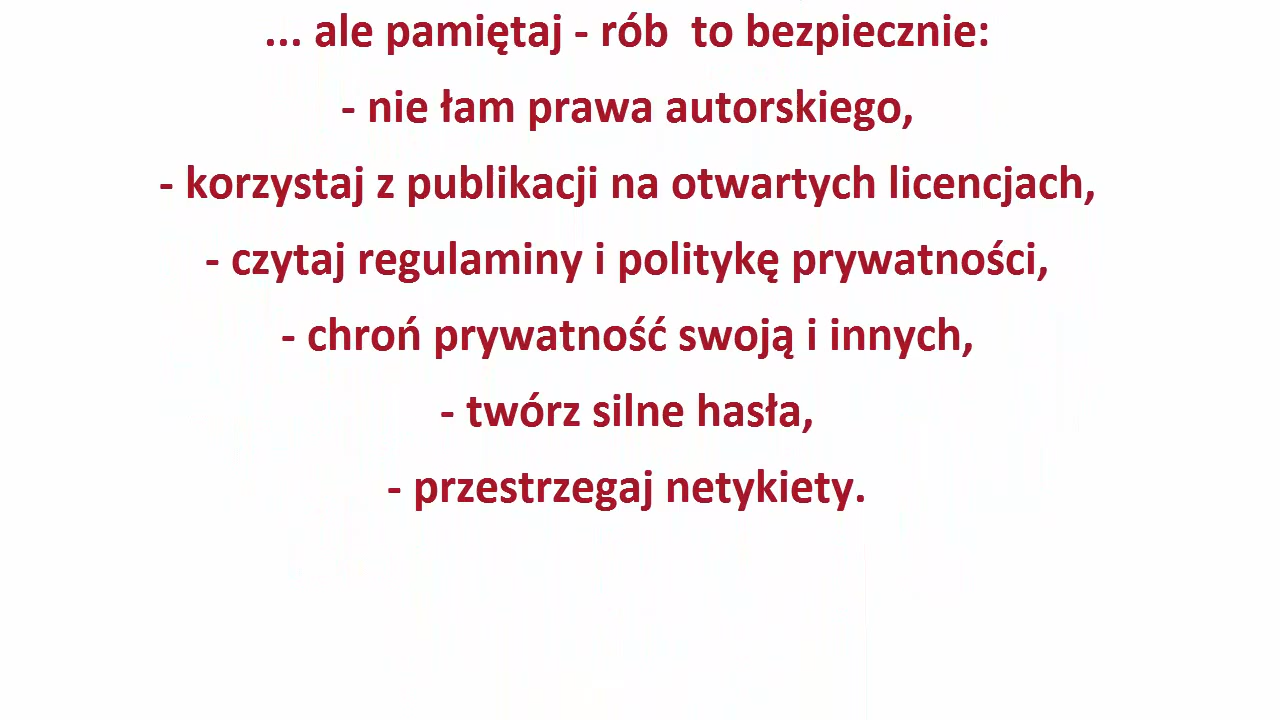 ... ale pamiętaj - rób  to bezpiecznie:
- nie łam prawa autorskiego,
- korzystaj z publikacji na otwartych licencjach,
- czytaj regulaminy i politykę prywatności,
- chroń prywatność swoją i innych,
- twórz silne hasła,
- przestrzegaj netykiety.